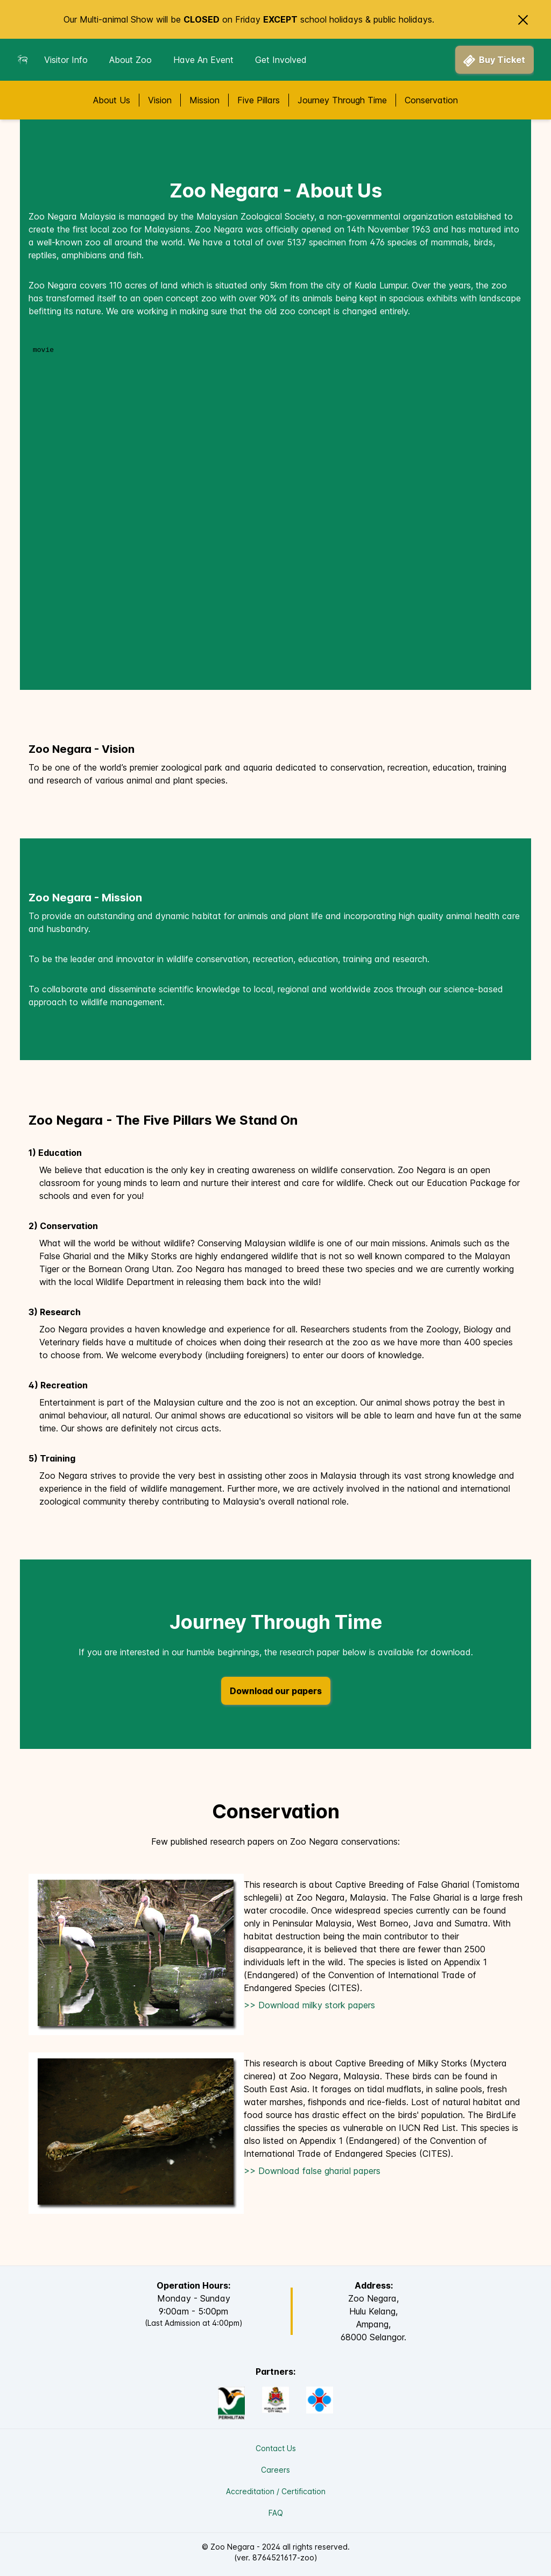 Our Multi-animal Show will be CLOSED on Friday EXCEPT school holidays & public holidays.
Visitor Info
About Zoo
Have An Event
Get Involved
Buy Ticket
About Us
Vision
Mission
Five Pillars
Journey Through Time
Conservation
Zoo Negara - About Us
Zoo Negara Malaysia is managed by the Malaysian Zoological Society, a non-governmental organization established to
create the first local zoo for Malaysians. Zoo Negara was officially opened on 14th November 1963 and has matured into
a well-known zoo all around the world. We have a total of over 5137 specimen from 476 species of mammals, birds,
reptiles, amphibians and fish.
Zoo Negara covers 110 acres of land which is situated only 5km from the city of Kuala Lumpur. Over the years, the zoo
has transformed itself to an open concept zoo with over 90% of its animals being kept in spacious exhibits with landscape
befitting its nature. We are working in making sure that the old zoo concept is changed entirely.
movie
Zoo Negara - Vision
To be one of the world's premier zoological park and aquaria dedicated to conservation, recreation, education, training
and research of various animal and plant species.
Zoo Negara - Mission
To provide an outstanding and dynamic habitat for animals and plant life and incorporating high quality animal health care
and husbandry.
To be the leader and innovator in wildlife conservation, recreation, education, training and research.
To collaborate and disseminate scientific knowledge to local, regional and worldwide zoos through our science-based
approach to wildlife management.
Zoo Negara - The Five Pillars We Stand On
1) Education
We believe that education is the only key in creating awareness on wildlife conservation. Zoo Negara is an open
classroom for young minds to learn and nurture their interest and care for wildlife. Check out our Education Package for
schools and even for you!
2) Conservation
What will the world be without wildlife? Conserving Malaysian wildlife is one of our main missions. Animals such as the
False Gharial and the Milky Storks are highly endangered wildlife that is not so well known compared to the Malayan
Tiger or the Bornean Orang Utan. Zoo Negara has managed to breed these two species and we are currently working
with the local Wildlife Department in releasing them back into the wild!
3) Research
Zoo Negara provides a haven knowledge and experience for all. Researchers students from the Zoology, Biology and
Veterinary fields have a multitude of choices when doing their research at the zoo as we have more than 400 species
to choose from. We welcome everybody (includiing foreigners) to enter our doors of knowledge.
4) Recreation
Entertainment is part of the Malaysian culture and the zoo is not an exception. Our animal shows potray the best in
animal behaviour, all natural. Our animal shows are educational so visitors will be able to learn and have fun at the same
time. Our shows are definitely not circus acts.
5) Training
Zoo Negara strives to provide the very best in assisting other zoos in Malaysia through its vast strong knowledge and
experience in the field of wildlife management. Further more, we are actively involved in the national and international
zoological community thereby contributing to Malaysia's overall national role.
Journey Through Time
If you are interested in our humble beginnings, the research paper below is available for download.
Download our papers
Conservation
Few published research papers on Zoo Negara conservations:
This research is about Captive Breeding of False Gharial (Tomistoma
schlegelii) at Zoo Negara, Malaysia. The False Gharial is a large fresh
water crocodile. Once widespread species currently can be found
only in Peninsular Malaysia, West Borneo, Java and Sumatra. With
habitat destruction being the main contributor to their
disappearance, it is believed that there are fewer than 2500
individuals left in the wild. The species is listed on Appendix 1
(Endangered) of the Convention of International Trade of
Endangered Species (CITES).
>> Download milky stork papers
This research is about Captive Breeding of Milky Storks (Myctera
cinerea) at Zoo Negara, Malaysia. These birds can be found in
South East Asia. It forages on tidal mudflats, in saline pools, fresh
water marshes, fishponds and rice-fields. Lost of natural habitat and
food source has drastic effect on the birds' population. The BirdLife
classifies the species as vulnerable on IUCN Red List. This species is
also listed on Appendix 1 (Endangered) of the Convention of
International Trade of Endangered Species (CITES).
>> Download false gharial papers
Operation Hours:
Monday - Sunday
9:00am - 5:00pm
(Last Admission at 4:00pm)
Address:
Zoo Negara,
Hulu Kelang,
Ampang,
68000 Selangor.
Partners:
PERHILITAN
KUALA LUMPUR
CITY HALL
Contact Us
Careers
Accreditation / Certification
FAQ
© Zoo Negara - 2024 all rights reserved.
(ver. 8764521617-zoo)